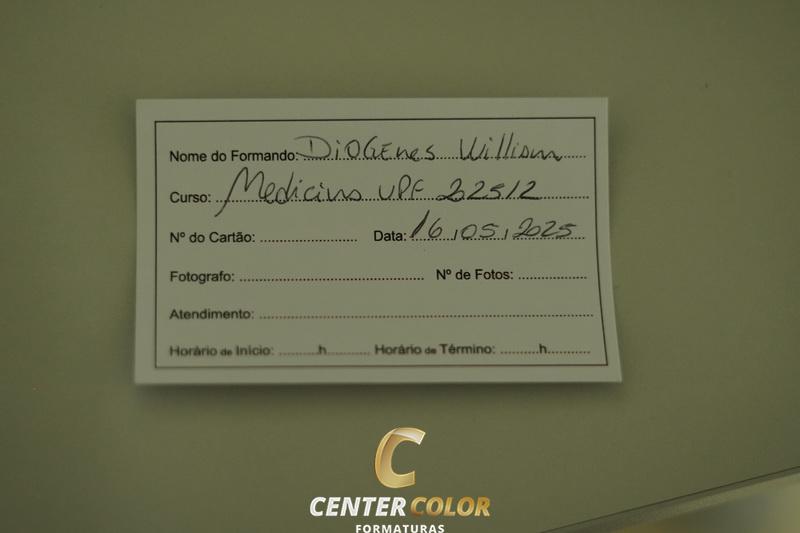 Nome do Formando: Diogenes William
Curso: Medicina UPF 22512
Nº do Cartão: ........ Data: 16/05/2025
Fotografo: ........ Nº de Fotos: ........
Atendimento: ........
Horário de Início: ........h........ Horário de Término: ........h........
CENTER COLOR
FORMATURAS